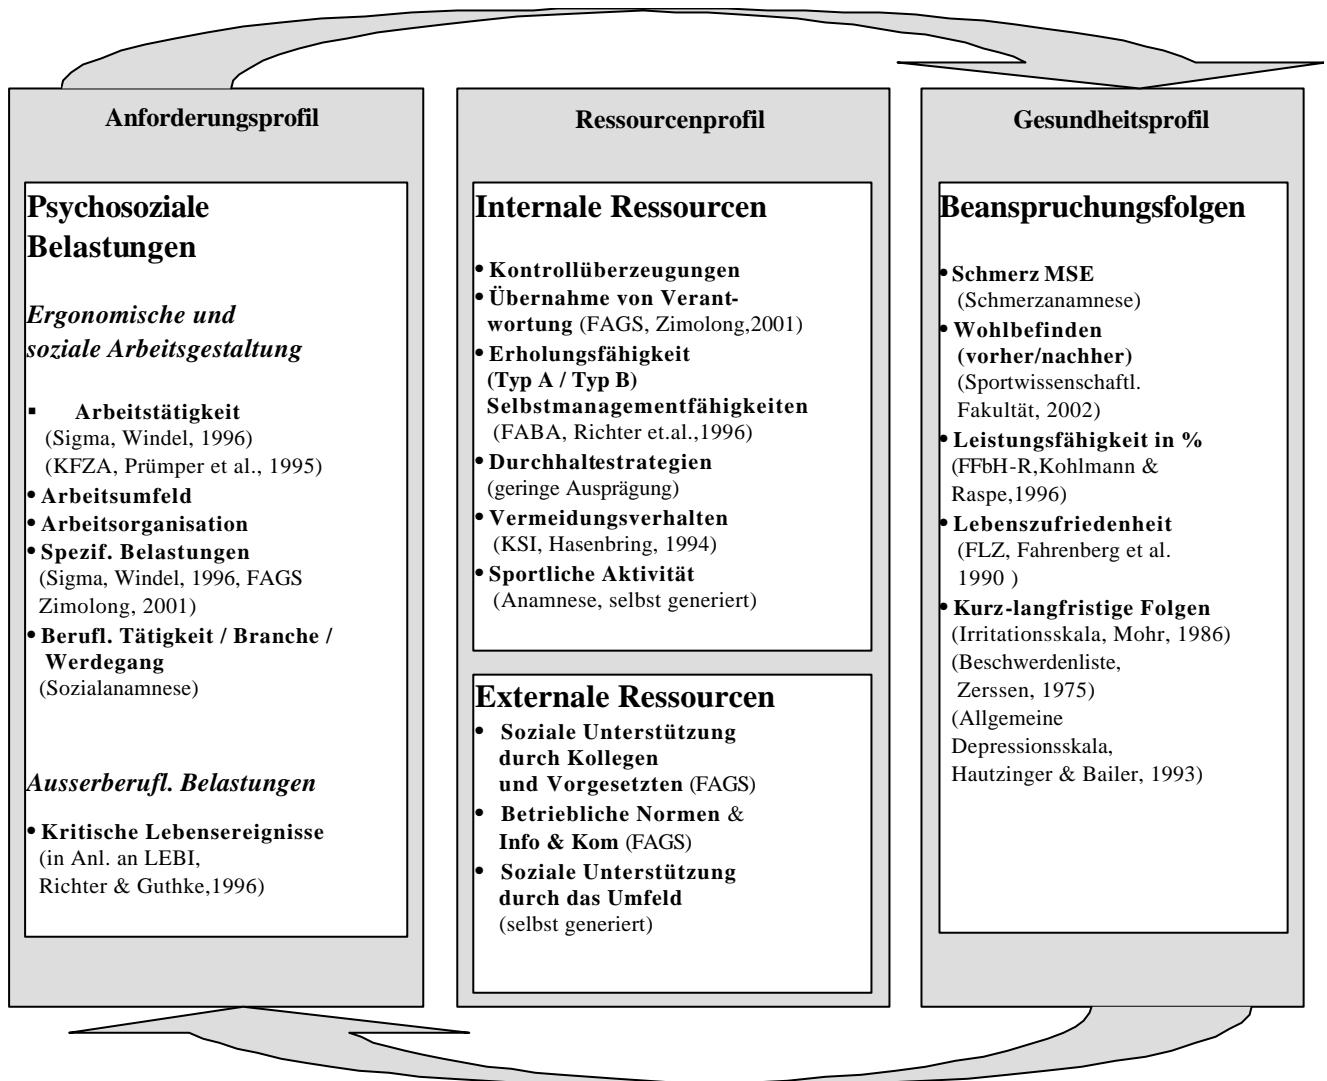 Anforderungsprofil
Psychosoziale
Belastungen
Ergonomische und
soziale Arbeitsgestaltung
▪ Arbeitstätigkeit
(Sigma, Windel, 1996)
(KFZA, Prümper et al., 1995)
• Arbeitsumfeld
• Arbeitsorganisation
• Spezif. Belastungen
(Sigma, Windel, 1996, FAGS
Zimolong, 2001)
• Berufl. Tätigkeit / Branche /
Werdegang
(Sozialanamnese)
Ausserberufl. Belastungen
• Kritische Lebensereignisse
(in Anl. an LEBI,
Richter & Guthke,1996)
Ressourcenprofil
Internale Ressourcen
• Kontrollüberzeugungen
• Übernahme von Verant-
wortung (FAGS, Zimolong,2001)
• Erholungsfähigkeit
(Typ A / Typ B)
Selbstmanagementfähigkeiten
(FABA, Richter et.al.,1996)
• Durchhaltestrategien
(geringe Ausprägung)
• Vermeidungsverhalten
(KSI, Hasenbring, 1994)
• Sportliche Aktivität
(Anamnese, selbst generiert)
Externale Ressourcen
• Soziale Unterstützung
durch Kollegen
und Vorgesetzten (FAGS)
• Betriebliche Normen &
Info & Kom (FAGS)
• Soziale Unterstützung
durch das Umfeld
(selbst generiert)
Gesundheitsprofil
Beanspruchungsfolgen
• Schmerz MSE
(Schmerzanamnese)
• Wohlbefinden
(vorher/nachher)
(Sportwissenschaftl.
Fakultät, 2002)
• Leistungsfähigkeit in %
(FFbH-R,Kohlmann &
Raspe,1996)
• Lebenszufriedenheit
(FLZ, Fahrenberg et al.
1990 )
• Kurz-langfristige Folgen
(Irritationsskala, Mohr, 1986)
(Beschwerdenliste,
Zerssen, 1975)
(Allgemeine
Depressionsskala,
Hautzinger & Bailer, 1993)